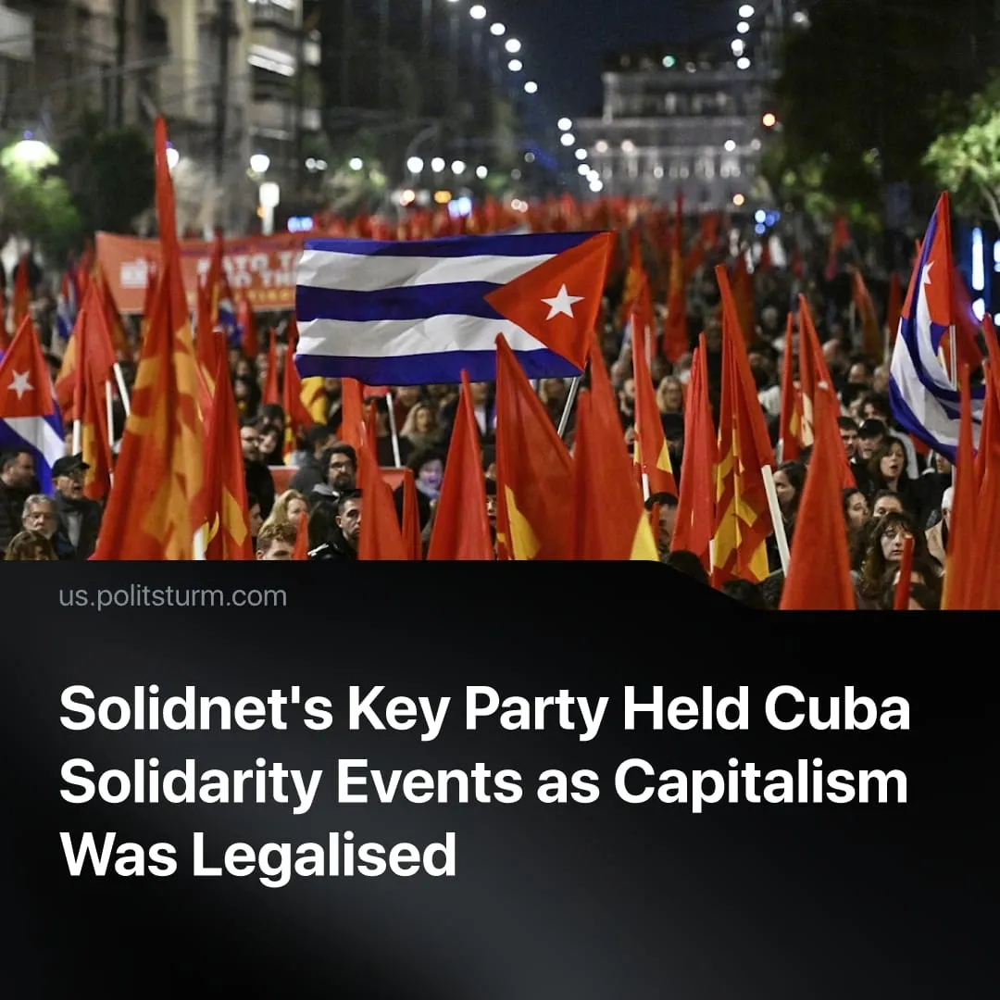 us.politsturm.com
Solidnet's Key Party Held Cuba
Solidarity Events as Capitalism
Was Legalised